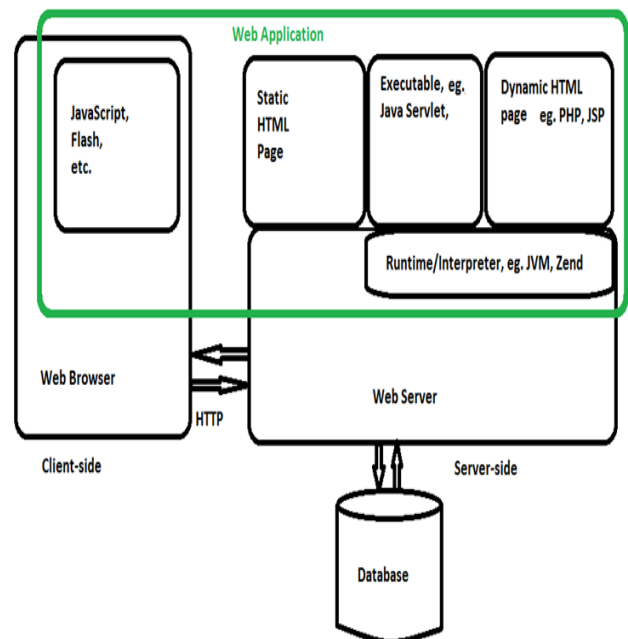 Web Application
JavaScript,
Flash,
etc.
Static
HTML
Page
Executable, eg.
Java Servlet,
Dynamic HTML
page eg. PHP, JSP
Runtime/Interpreter, eg. JVM, Zend
Web Browser
HTTP
Web Server
Client-side
Server-side
Database